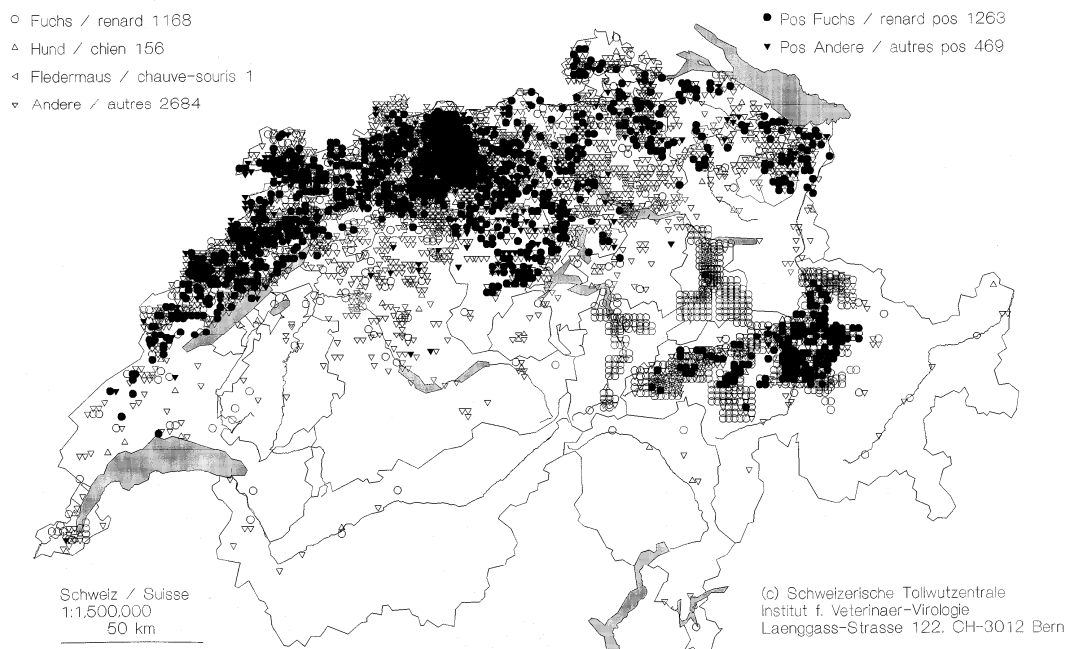 Fuchs / renard 1168
Hund / chien 156
Fledermaus / chauve-souris 1
Andere / autres 2684
Pos Fuchs / renard pos 1263
Pos Andere / autres pos 469
Schweiz / Suisse
1:1,500,000
50 km
(c) Schweizerische Tollwutzentrale
Institut f. Veterinaer-Virologie
Laenggass-Strasse 122, CH-3012 Bern